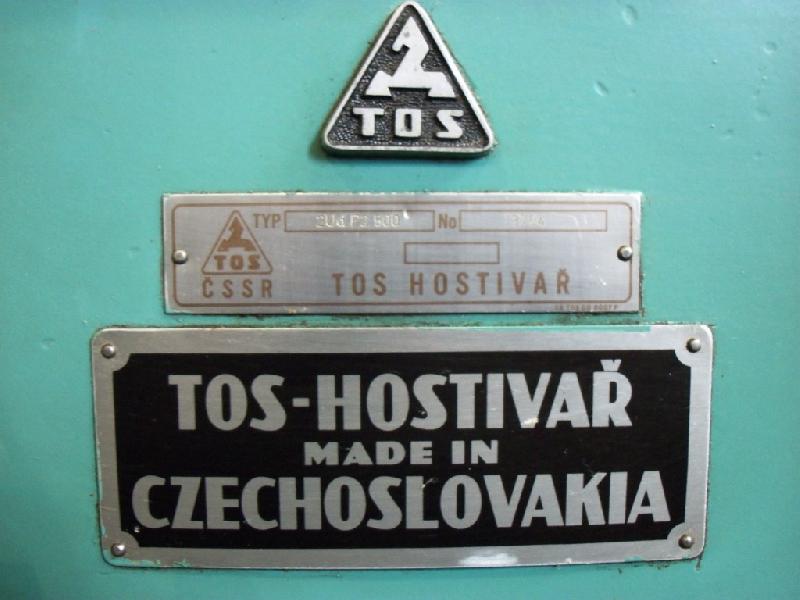 TOS
TYP No
TOS
ČSSR TOS HOSTIVAŘ
TOS-HOSTIVAŘ
MADE IN
CZECHOSLOVAKIA